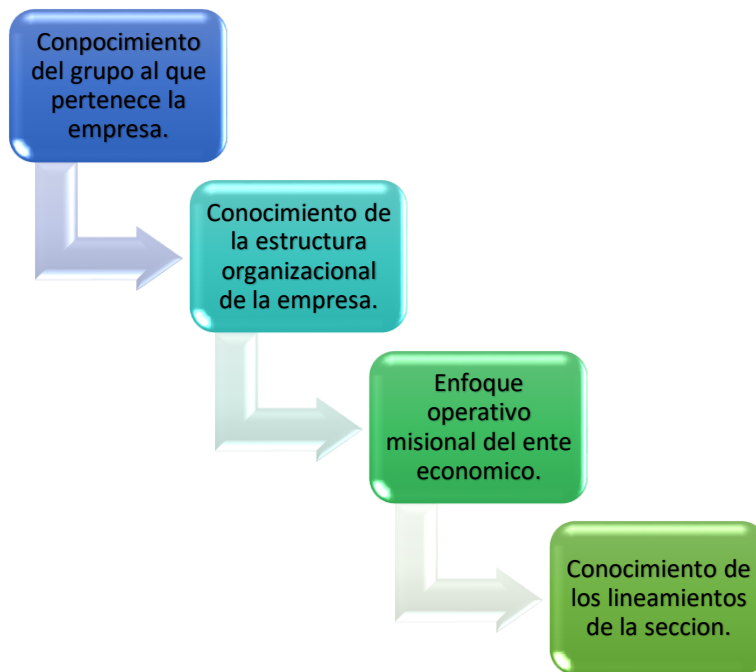 Conpocimiento
del grupo al que
pertenece la
empresa.
Conocimiento de
la estructura
organizacional
de la empresa.
Enfoque
operativo
misional del ente
economico.
Conocimiento de
los lineamientos
de la seccion.